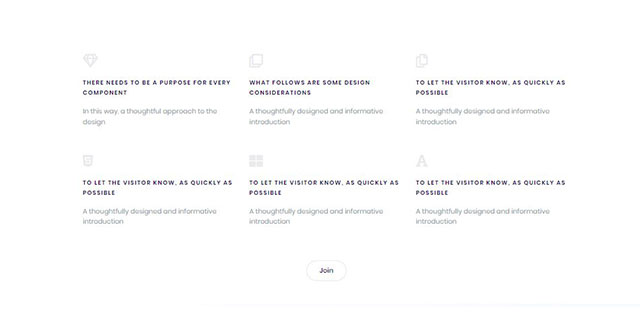 THERE NEEDS TO BE A PURPOSE FOR EVERY
COMPONENT
In this way, a thoughtful approach to the
design
WHAT FOLLOWS ARE SOME DESIGN
CONSIDERATIONS
A thoughtfully designed and informative
introduction
TO LET THE VISITOR KNOW, AS QUICKLY AS
POSSIBLE
A thoughtfully designed and informative
introduction
TO LET THE VISITOR KNOW, AS QUICKLY AS
POSSIBLE
A thoughtfully designed and informative
introduction
TO LET THE VISITOR KNOW, AS QUICKLY AS
POSSIBLE
A thoughtfully designed and informative
introduction
A
TO LET THE VISITOR KNOW, AS QUICKLY AS
POSSIBLE
A thoughtfully designed and informative
introduction
Join